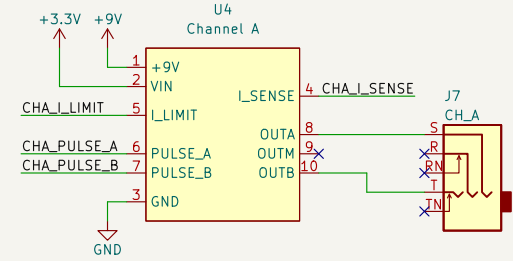 U4
Channel A
+3.3V
+9V
1
+9V
2
VIN
CHA_I_LIMIT
5
I_LIMIT
I_SENSE
4
CHA_I_SENSE
CHA_PULSE_A
6
PULSE_A
CHA_PULSE_B
7
PULSE_B
3
GND
OUTA
8
OUTM
9
OUTB
10
GND
J7
CH_A
S
R
RN
T
TN